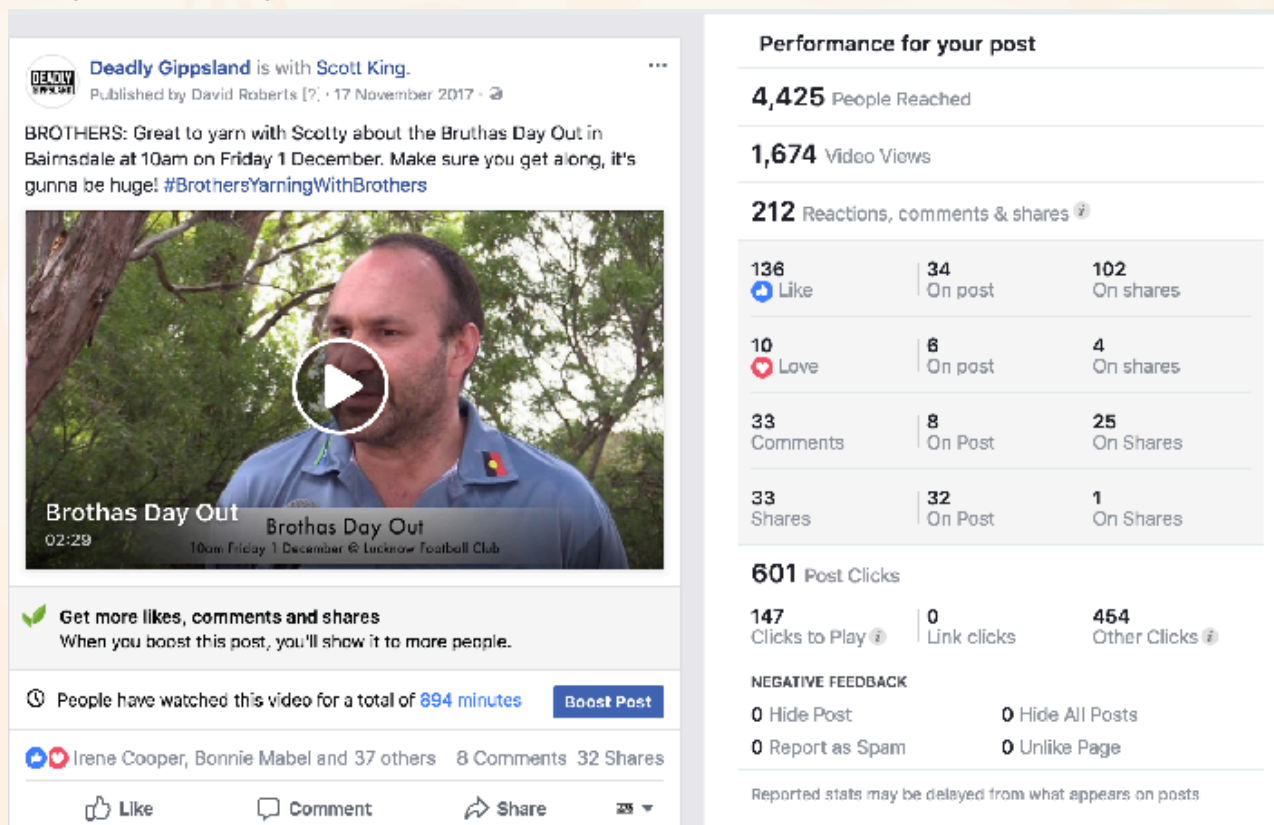 DEADLY
GIPPSLAND
Deadly Gippsland is with Scott King.
Published by David Roberts [?] · 17 November 2017 ·
BROTHERS: Great to yarn with Scotty about the Bruthas Day Out in
Bairnsdale at 10am on Friday 1 December. Make sure you get along, it's
gunna be huge! #BrothersYarningWithBrothers
Brothas Day Out
02:29
Brothas Day Out
10am Friday 1 December @ Lucknow Football Club
Get more likes, comments and shares
When you boost this post, you'll show it to more people.
People have watched this video for a total of 894 minutes
Boost Post
Irene Cooper, Bonnie Mabel and 37 others 8 Comments 32 Shares
Like Comment Share
Performance for your post
4,425 People Reached
1,674 Video Views
212 Reactions, comments & shares
136 34 102
Like On post On shares
10 6 4
Love On post On shares
33 8 25
Comments On Post On Shares
33 32 1
Shares On Post On Shares
601 Post Clicks
147 0 454
Clicks to Play Link clicks Other Clicks
NEGATIVE FEEDBACK
0 Hide Post 0 Hide All Posts
0 Report as Spam 0 Unlike Page
Reported stats may be delayed from what appears on posts